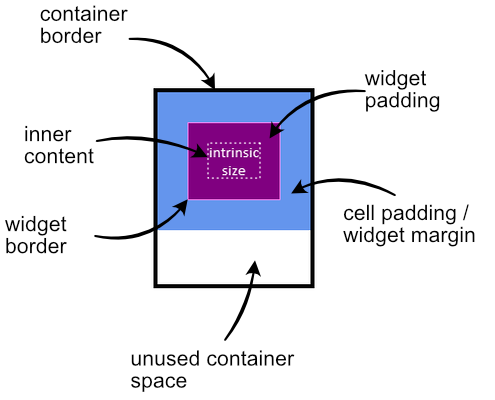 container
border
widget
padding
inner
content
intrinsic
size
cell padding /
widget margin
widget
border
unused container
space